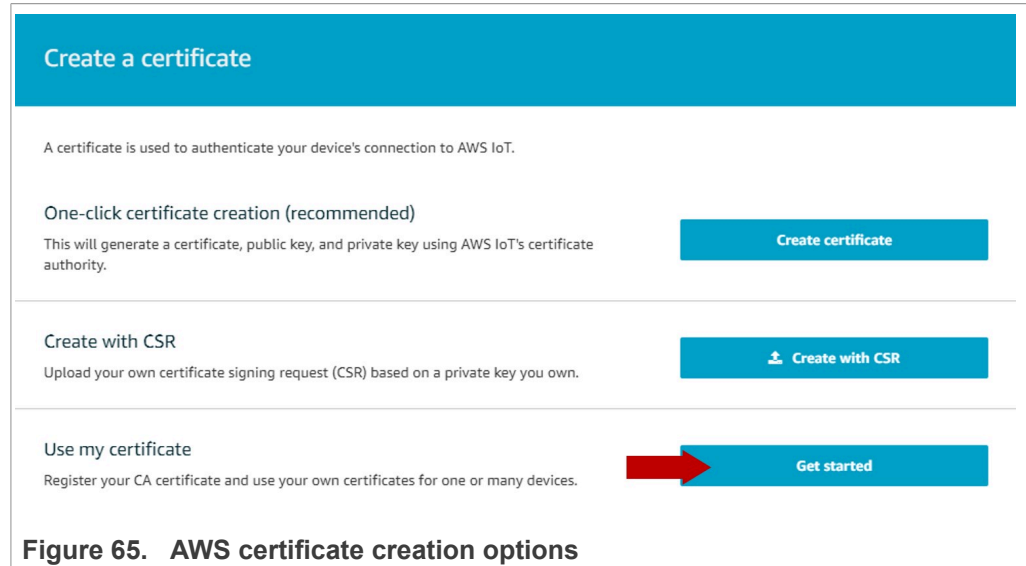 Create a certificate
A certificate is used to authenticate your device's connection to AWS IoT.
One-click certificate creation (recommended)
This will generate a certificate, public key, and private key using AWS IoT's certificate
authority.
Create certificate
Create with CSR
Upload your own certificate signing request (CSR) based on a private key you own.
Create with CSR
Use my certificate
Register your CA certificate and use your own certificates for one or many devices.
Get started
Figure 65. AWS certificate creation options